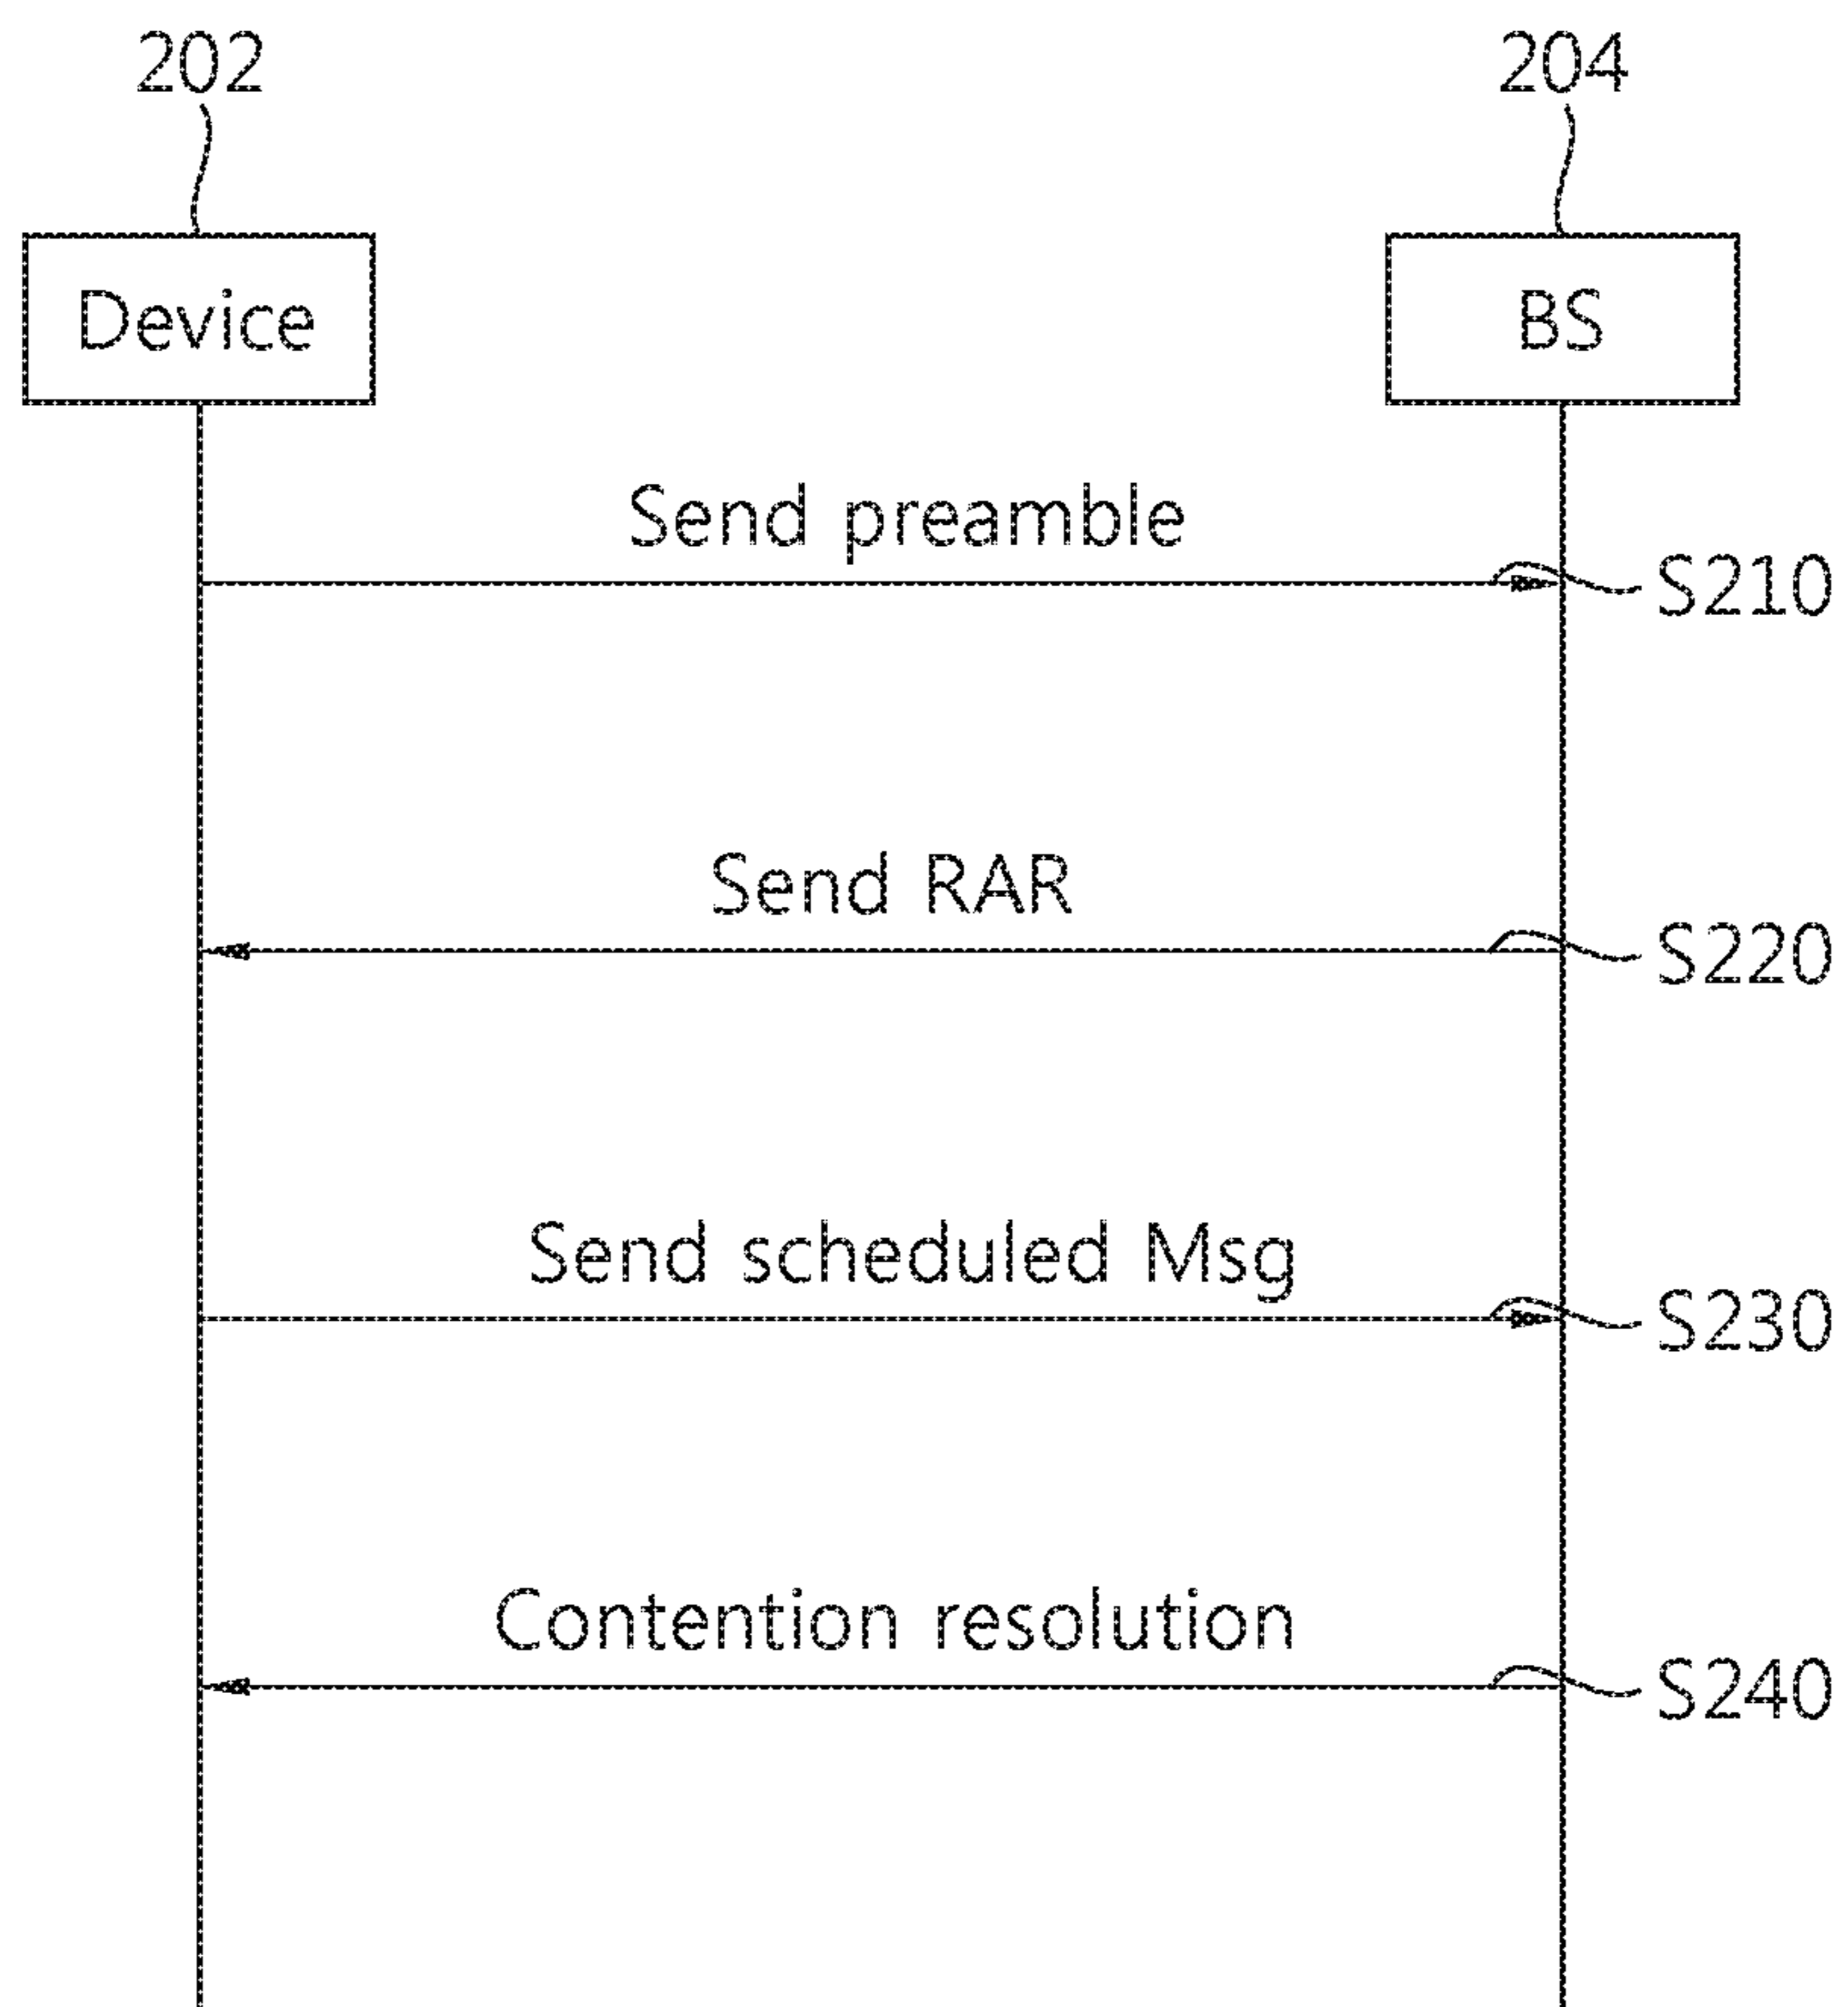 202
204
Device
BS
Send preamble
S210
Send RAR
S220
Send scheduled Msg
S230
Contention resolution
S240